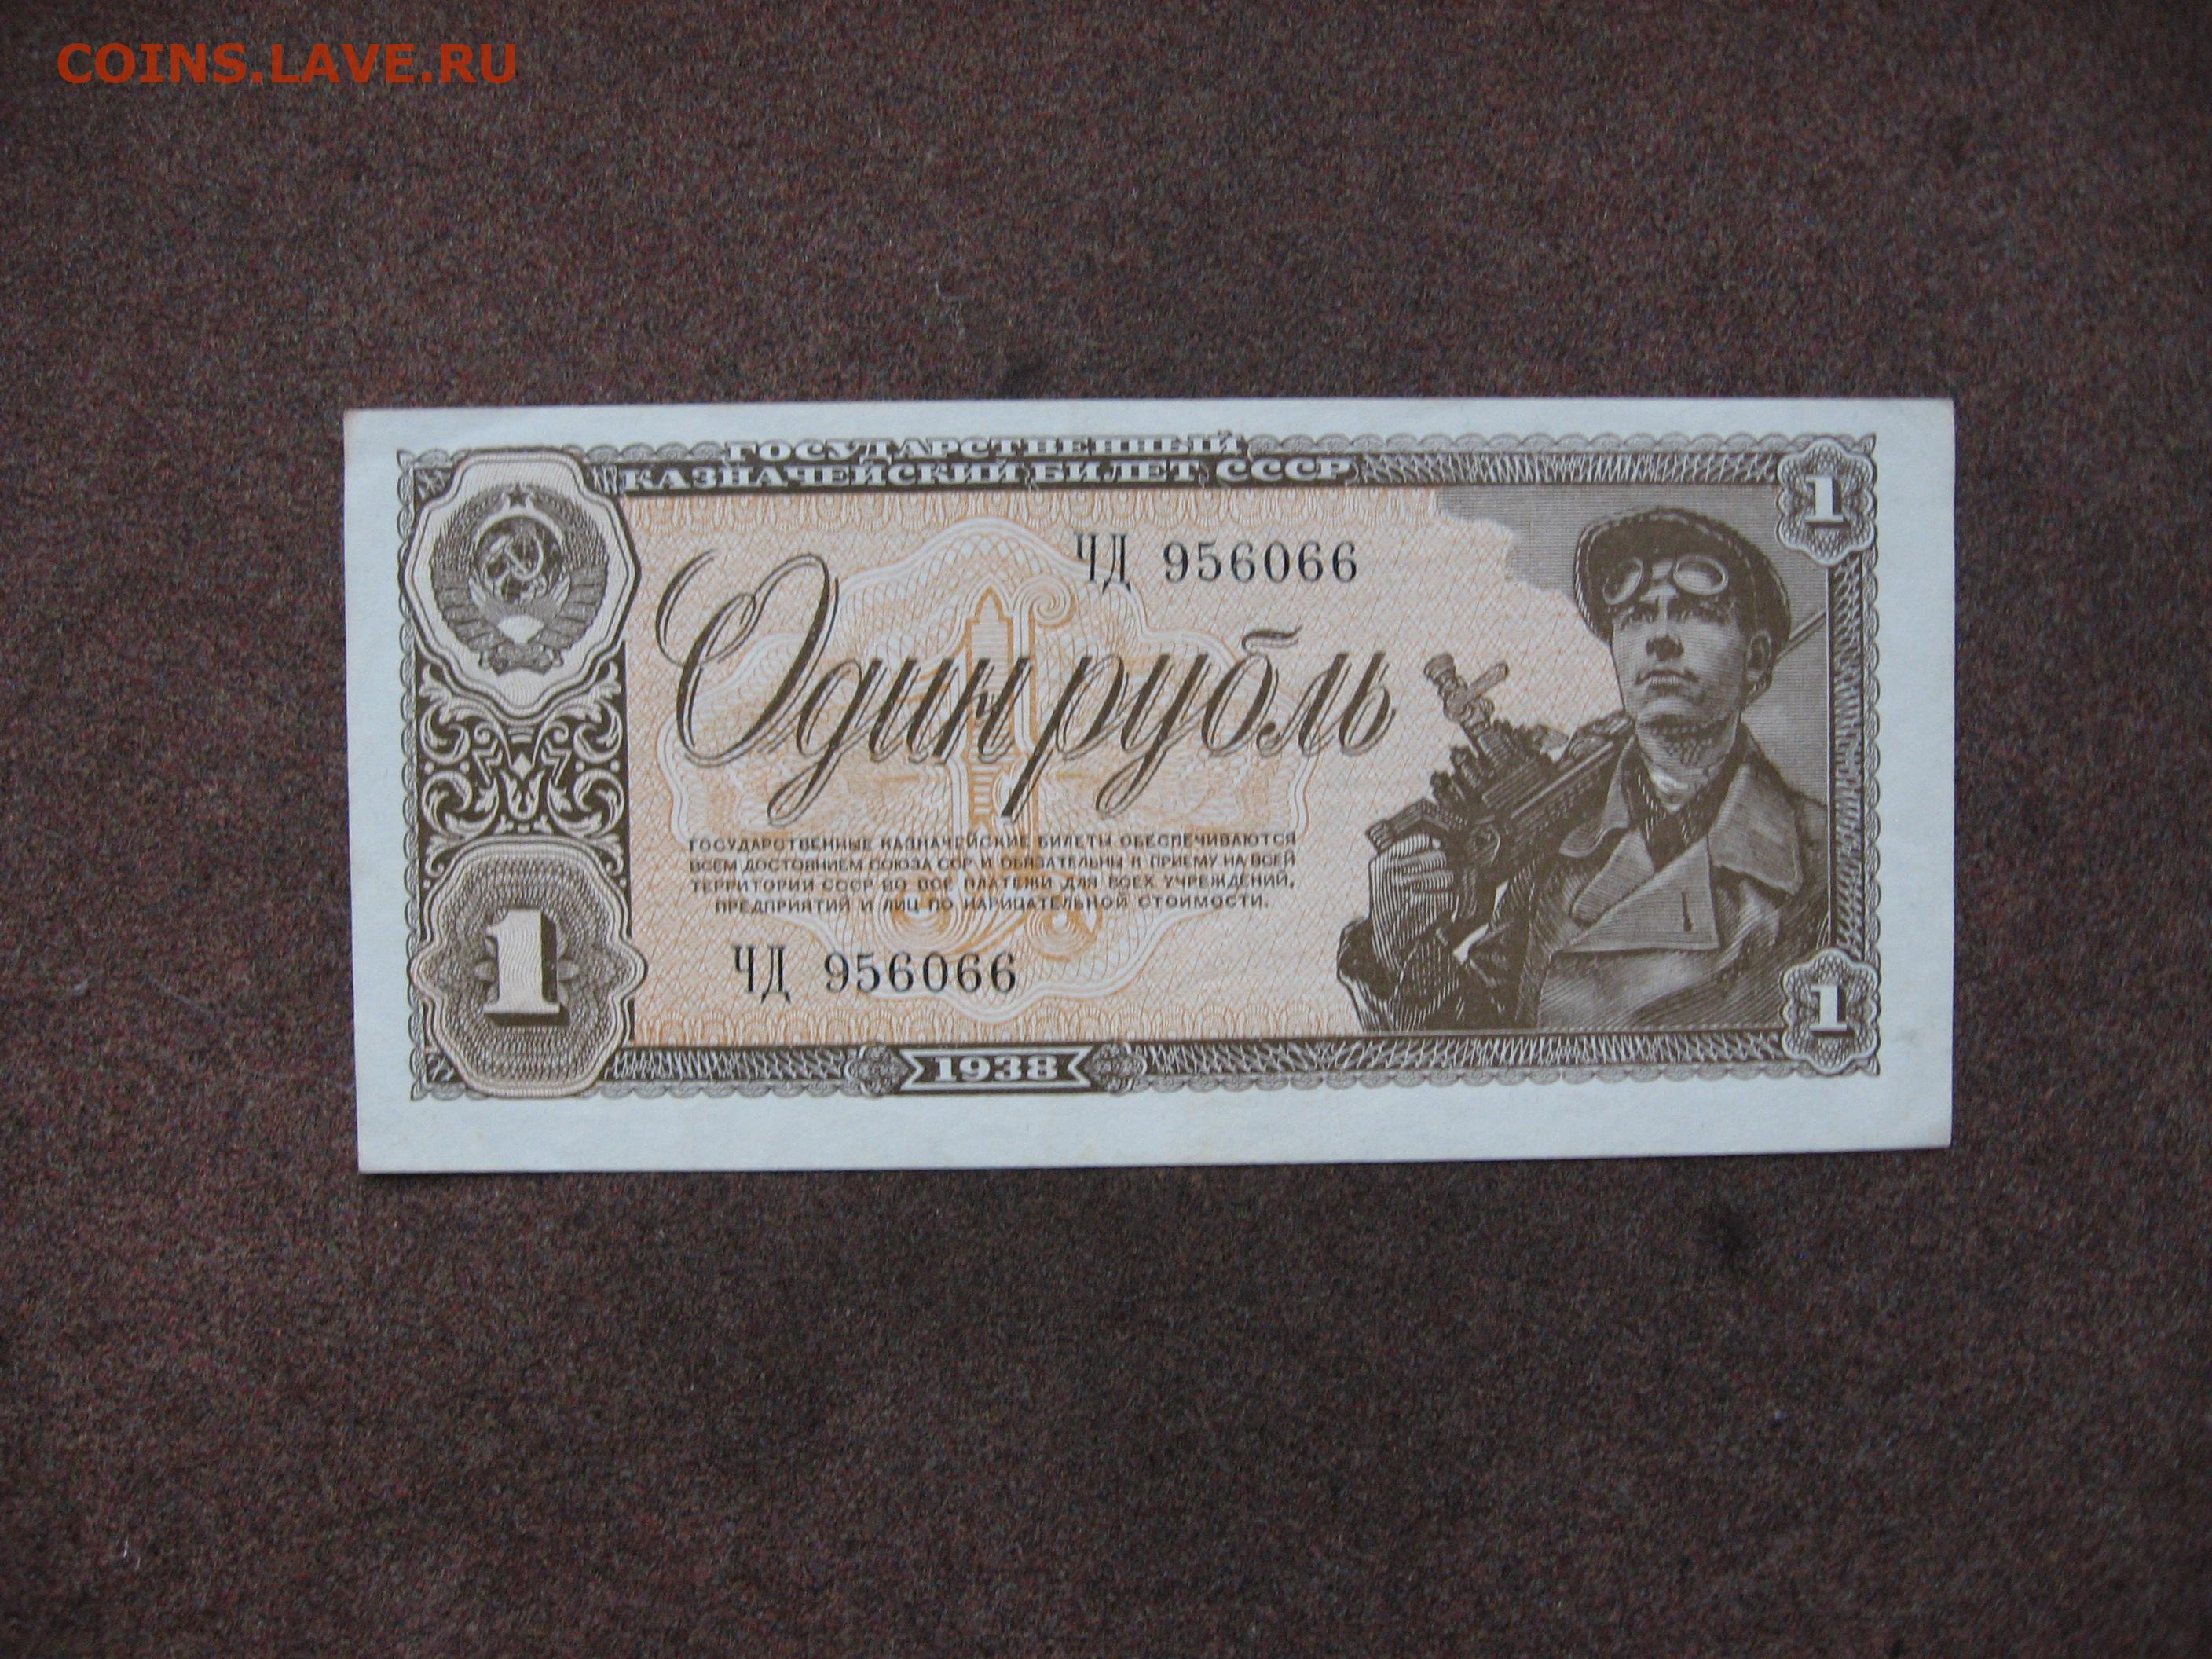 COINS.LAVE.RU
ГОСУДАРСТВЕННЫЙ
КАЗНАЧЕЙСКИЙ БИЛЕТ СССР
1
ЧД 956066
Один рубль
ГОСУДАРСТВЕННЫЕ КАЗНАЧЕЙСКИЕ БИЛЕТЫ ОБЕСПЕЧИВАЮТСЯ
ВСЕМ ДОСТОЯНИЕМ СОЮЗА ССР И ОБЯЗАТЕЛЬНЫ К ПРИЕМУ НА ВСЕЙ
ТЕРРИТОРИИ СССР ВО ВСЕ ПЛАТЕЖИ ДЛЯ ВСЕХ УЧРЕЖДЕНИЙ,
ПРЕДПРИЯТИЙ И ЛИЦ ПО НАРИЦАТЕЛЬНОЙ СТОИМОСТИ.
ЧД 956066
1
1
1938